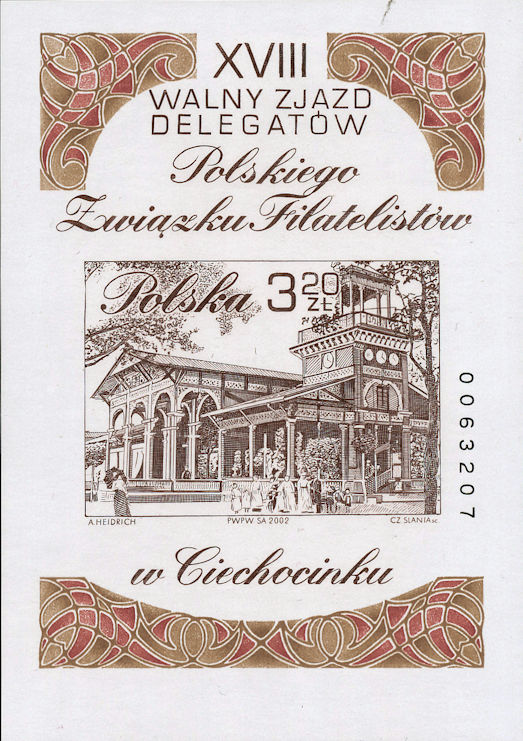 XVIII
WALNY ZJAZD
DELEGATÓW
Polskiego
Związku Filatelistów
Polska 3 20 ZŁ
0063207
A.HEIDRICH PWPW SA 2002 CZ SLANIA sc.
w Ciechocinku